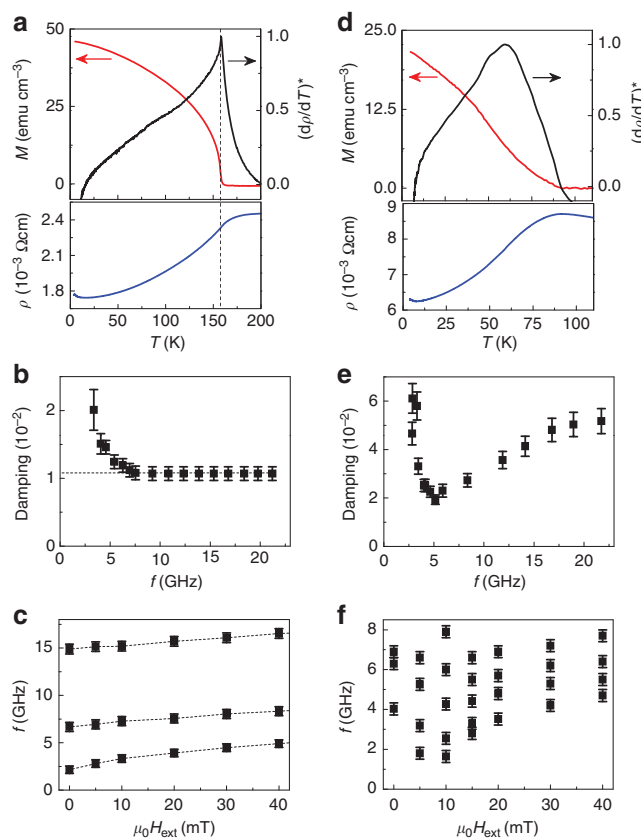 a
50
25
0
M (emu cm⁻³)
1.0
0.5
0.0
(dρ/dT)*
2.4
2.1
1.8
ρ (10⁻³ Ωcm)
0 50 100 150 200
T (K)
d
25.0
12.5
0.0
M (emu cm⁻³)
1.0
0.5
0.0
(dρ/dT)*
9
8
7
6
ρ (10⁻³ Ωcm)
0 25 50 75 100
T (K)
b
2
1
0
Damping (10⁻²)
0 5 10 15 20
f (GHz)
e
6
4
2
0
Damping (10⁻²)
0 5 10 15 20
f (GHz)
c
15
10
5
0
f (GHz)
0 10 20 30 40
μ₀Hext (mT)
f
8
6
4
2
0
f (GHz)
0 10 20 30 40
μ₀Hext (mT)